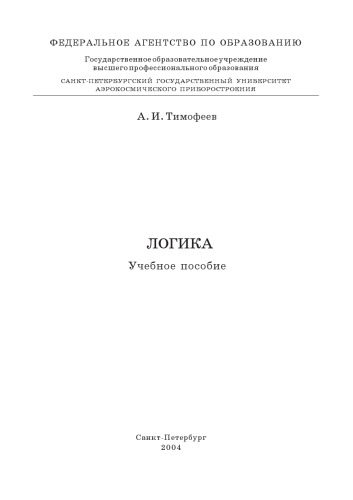 ФЕДЕРАЛЬНОЕ АГЕНТСТВО ПО ОБРАЗОВАНИЮ
Государственное образовательное учреждение
высшего профессионального образования
САНКТ-ПЕТЕРБУРГСКИЙ ГОСУДАРСТВЕННЫЙ УНИВЕРСИТЕТ
АЭРОКОСМИЧЕСКОГО ПРИБОРОСТРОЕНИЯ
А. И. Тимофеев
ЛОГИКА
Учебное пособие
Санкт-Петербург
2004